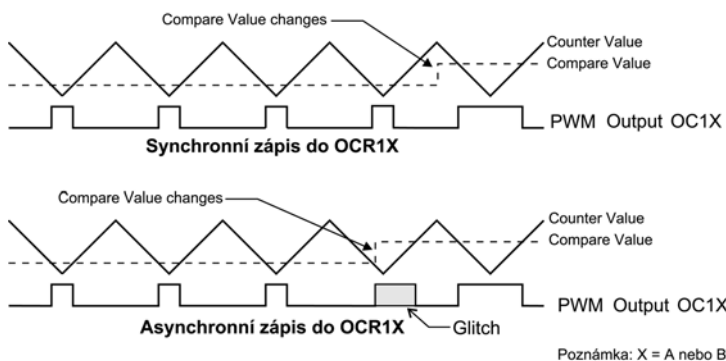 Compare Value changes
Counter Value
Compare Value
PWM Output OC1X
Synchronní zápis do OCR1X
Compare Value changes
Counter Value
Compare Value
PWM Output OC1X
Asynchronní zápis do OCR1X
Glitch
Poznámka: X = A nebo B